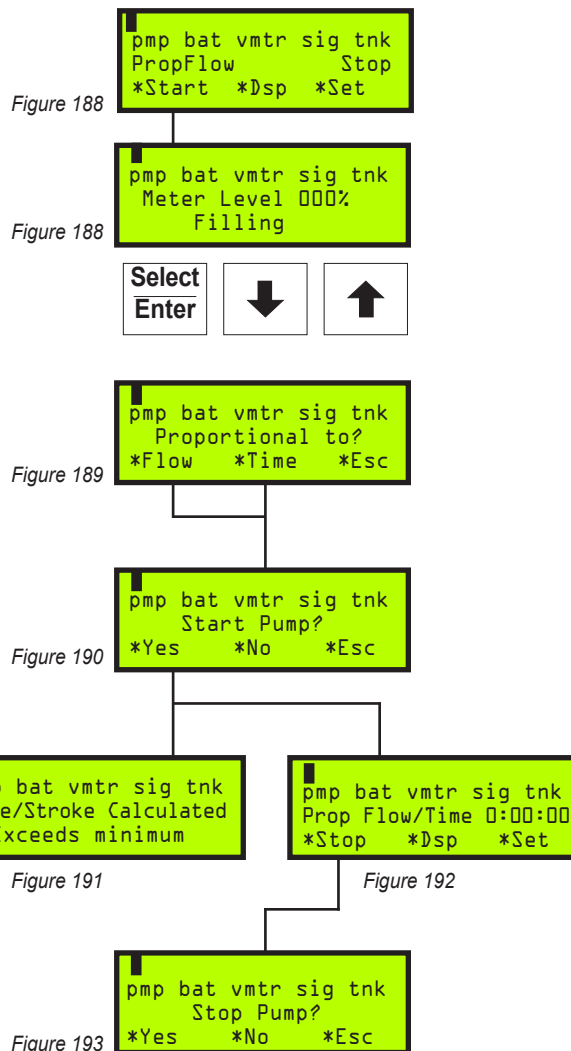 pmp bat vmtr sig tnk
PropFlow Stop
*Start *Dsp *Set
Figure 188
pmp bat vmtr sig tnk
Meter Level 000%
Filling
Figure 188
Select
Enter
pmp bat vmtr sig tnk
Proportional to?
*Flow *Time *Esc
Figure 189
pmp bat vmtr sig tnk
Start Pump?
*Yes *No *Esc
Figure 190
bat vmtr sig tnk
e/Stroke Calculated
xceeds minimum
Figure 191
pmp bat vmtr sig tnk
Prop Flow/Time 0:00:00
*Stop *Dsp *Set
Figure 192
pmp bat vmtr sig tnk
Stop Pump?
*Yes *No *Esc
Figure 193